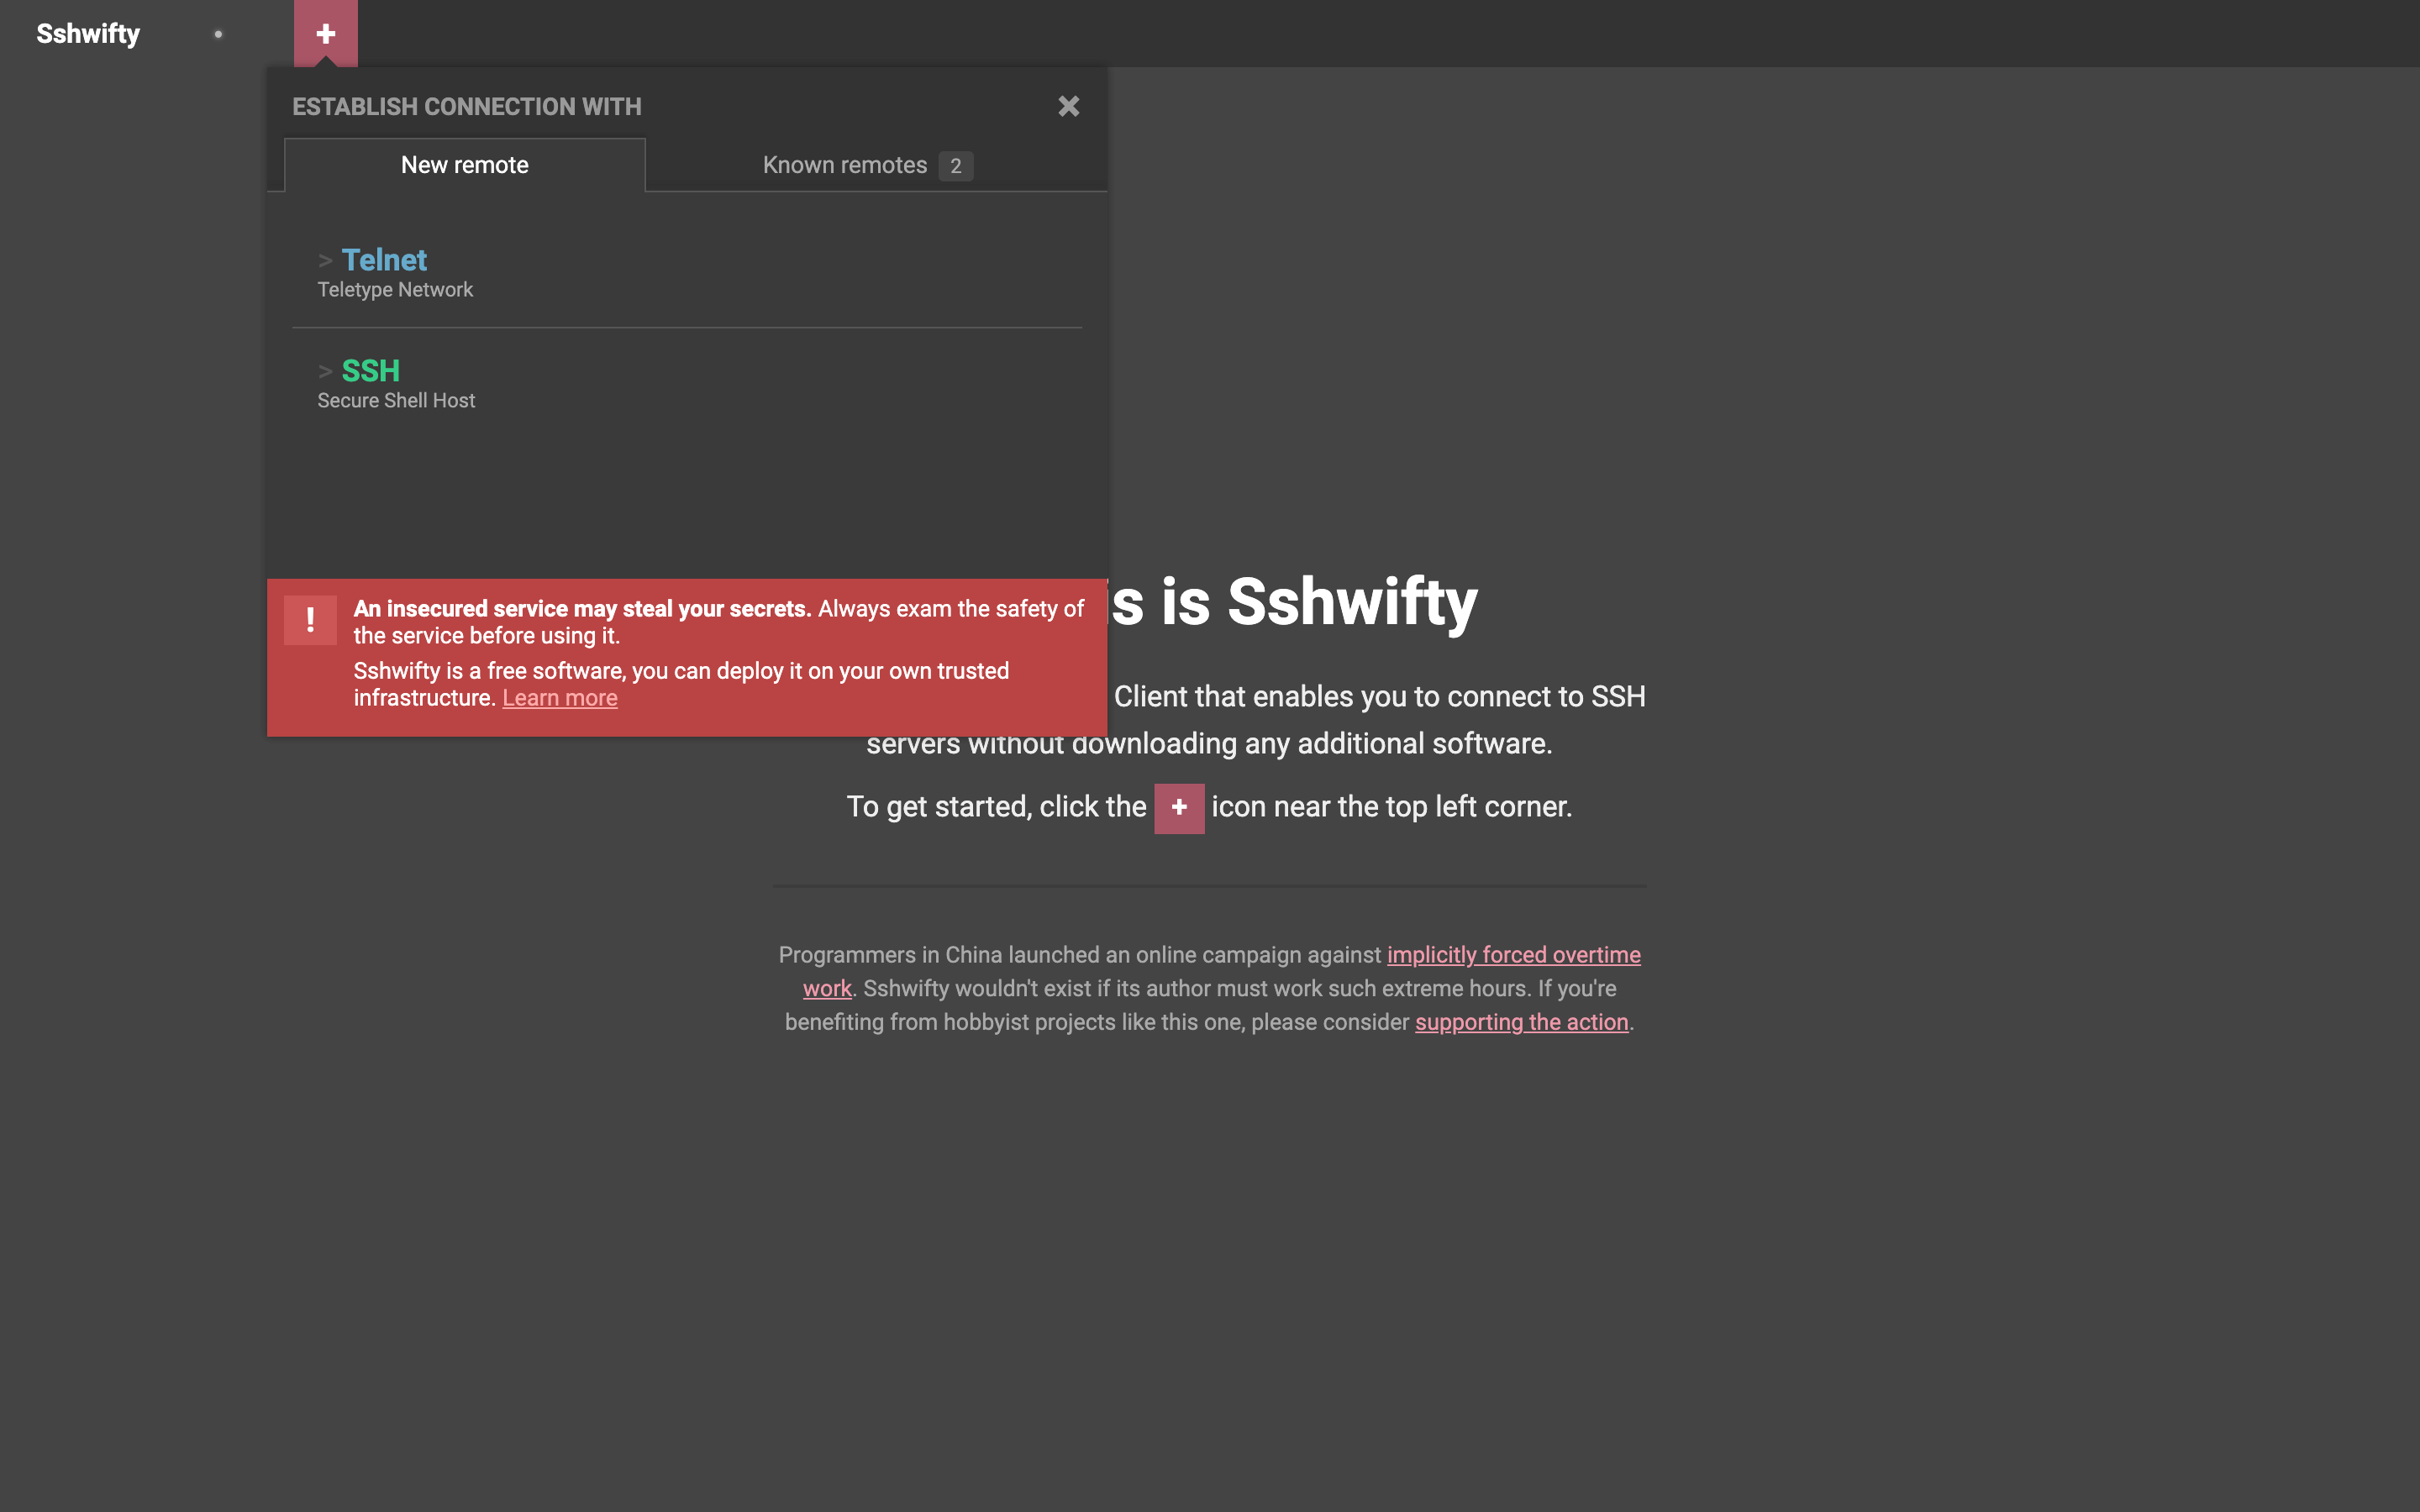 Sshwifty
+
ESTABLISH CONNECTION WITH
New remote
Known remotes 2
> Telnet
Teletype Network
> SSH
Secure Shell Host
! An insecured service may steal your secrets. Always exam the safety of
the service before using it.
Sshwifty is a free software, you can deploy it on your own trusted
infrastructure. Learn more
s is Sshwifty
Client that enables you to connect to SSH
servers without downloading any additional software.
To get started, click the + icon near the top left corner.
Programmers in China launched an online campaign against implicitly forced overtime
work. Sshwifty wouldn't exist if its author must work such extreme hours. If you're
benefiting from hobbyist projects like this one, please consider supporting the action.